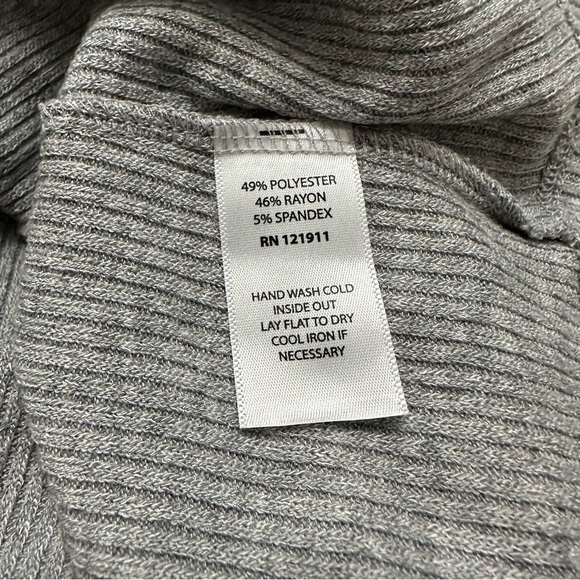 49% POLYESTER
46% RAYON
5% SPANDEX
RN 121911
HAND WASH COLD
INSIDE OUT
LAY FLAT TO DRY
COOL IRON IF
NECESSARY